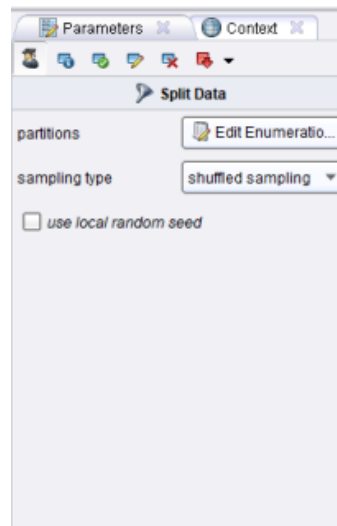 Parameters Context
Split Data
partitions Edit Enumeratio...
sampling type shuffled sampling
use local random seed